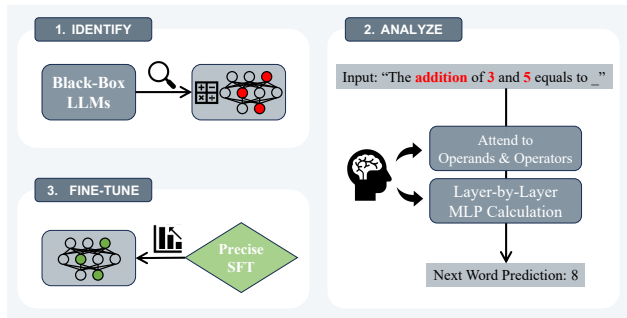 1. IDENTIFY
Black-Box
LLMs
2. ANALYZE
Input: “The addition of 3 and 5 equals to _”
Attend to
Operands & Operators
Layer-by-Layer
MLP Calculation
Next Word Prediction: 8
3. FINE-TUNE
Precise
SFT